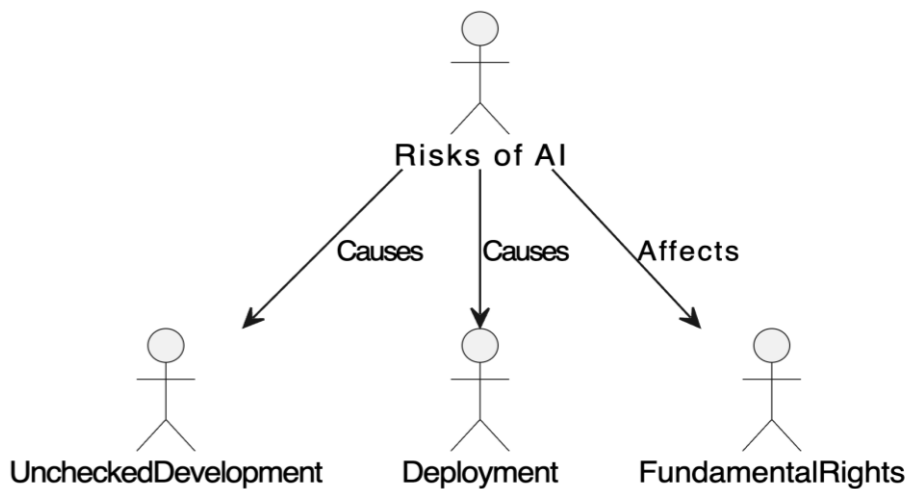 Risks of AI
Causes
Causes
Affects
UncheckedDevelopment
Deployment
FundamentalRights